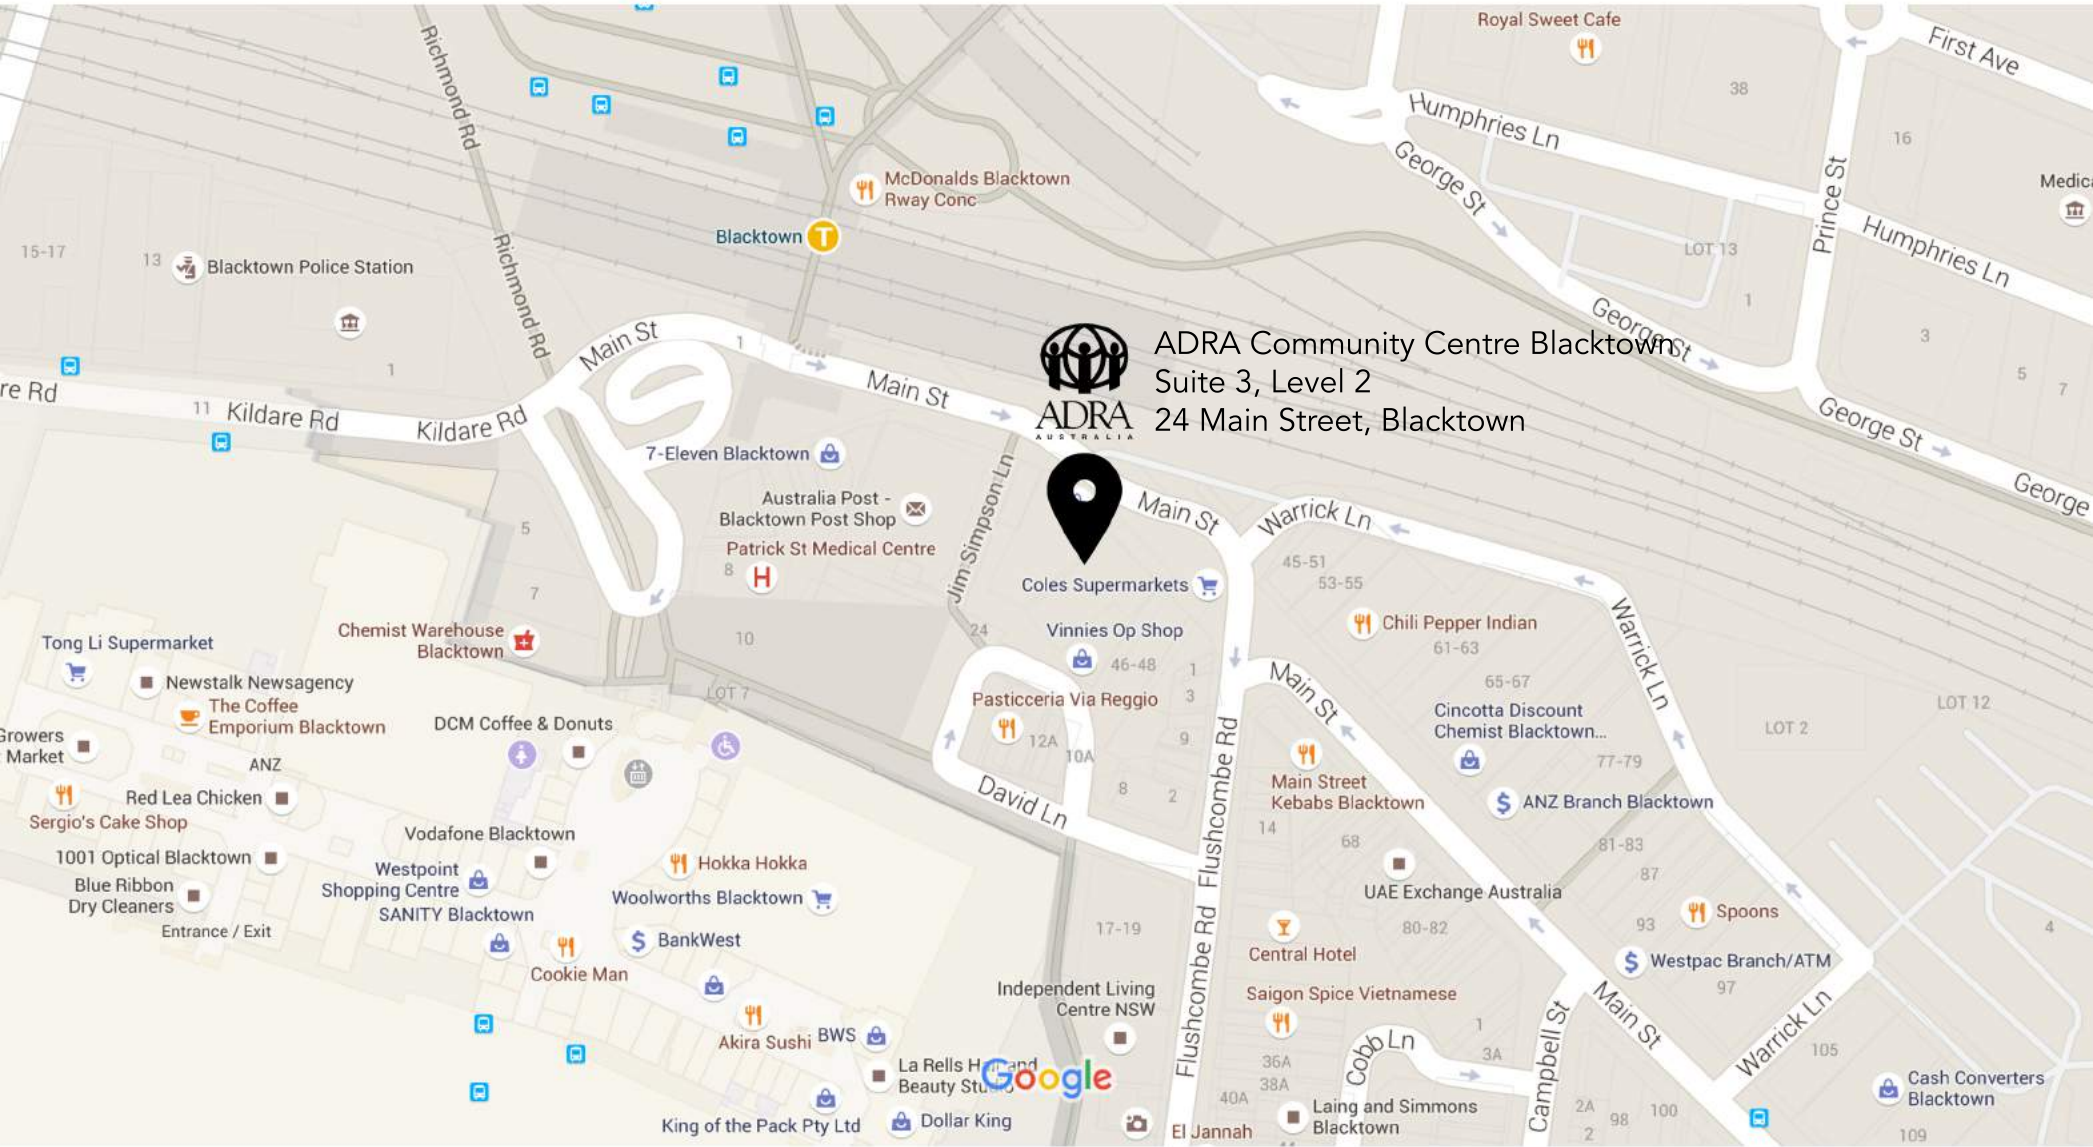 Royal Sweet Cafe
First Ave
Richmond Rd
38
Humphries Ln
16
George St
Prince St
McDonalds Blacktown
Rway Conc
Blacktown
T
15-17
13
Blacktown Police Station
Richmond Rd
LOT 13
Humphries Ln
1
George St
Main St
1
1
3
5
7
ADRA Community Centre Blacktown
Suite 3, Level 2
24 Main Street, Blacktown
ADRA
AUSTRALIA
re Rd
11
Kildare Rd
Kildare Rd
Main St
George St
George
7-Eleven Blacktown
Australia Post -
Blacktown Post Shop
Jim Simpson Ln
Main St
Warrick Ln
5
Patrick St Medical Centre
8
H
45-51
53-55
Coles Supermarkets
7
Chemist Warehouse
Blacktown
10
24
Vinnies Op Shop
46-48
1
Chili Pepper Indian
61-63
Warrick Ln
Tong Li Supermarket
Newstalk Newsagency
The Coffee
Emporium Blacktown
LOT 7
Pasticceria Via Reggio
3
Main St
65-67
Cincotta Discount
Chemist Blacktown...
LOT 12
LOT 2
Growers
Market
DCM Coffee & Donuts
12A
10A
9
Flushcombe Rd
ANZ
77-79
Red Lea Chicken
Sergio's Cake Shop
David Ln
8
2
Main Street
Kebabs Blacktown
ANZ Branch Blacktown
14
68
81-83
Vodafone Blacktown
1001 Optical Blacktown
Westpoint
Shopping Centre
Hokka Hokka
Blue Ribbon
Dry Cleaners
SANITY Blacktown
Woolworths Blacktown
UAE Exchange Australia
87
Spoons
Entrance / Exit
BankWest
17-19
Flushcombe Rd
80-82
93
4
Cookie Man
Central Hotel
Westpac Branch/ATM
97
Independent Living
Centre NSW
Saigon Spice Vietnamese
Main St
Warrick Ln
Akira Sushi
BWS
1
Cobb Ln
3A
Campbell St
105
36A
38A
40A
Google
Cash Converters
Blacktown
King of the Pack Pty Ltd
Dollar King
El Jannah
Laing and Simmons
Blacktown
2A
2
98
100
109